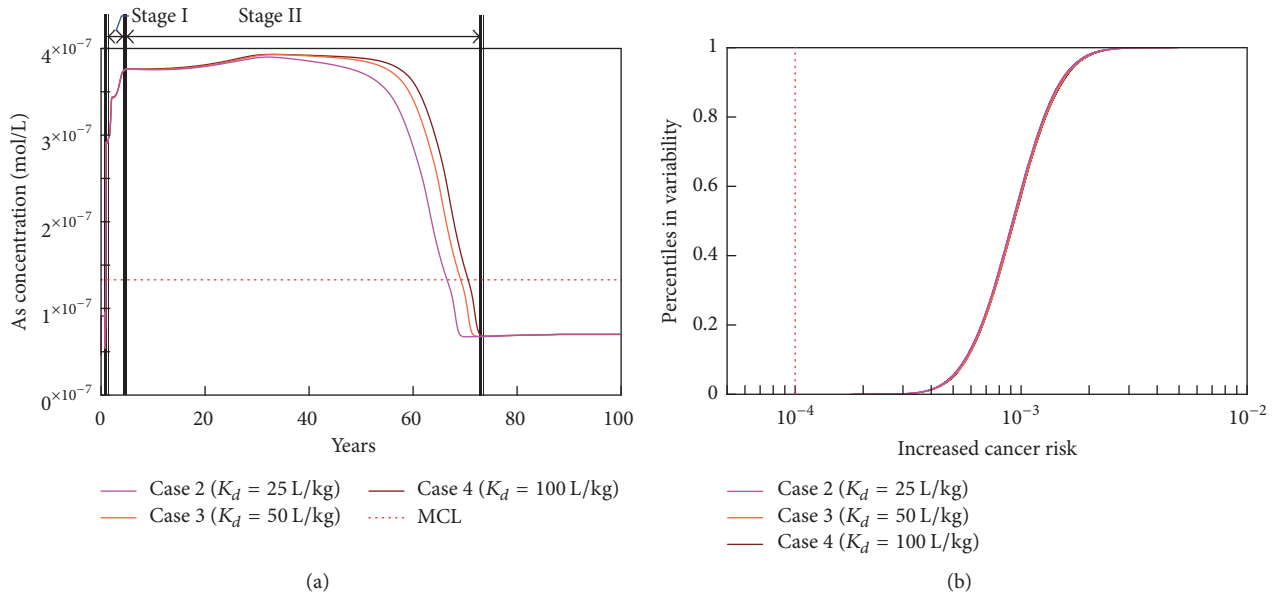 Stage I
Stage II
4×10⁻⁷
3×10⁻⁷
2×10⁻⁷
1×10⁻⁷
0×10⁻⁷
As concentration (mol/L)
0 20 40 60 80 100
Years
Case 2 (K_d = 25 L/kg)
Case 3 (K_d = 50 L/kg)
Case 4 (K_d = 100 L/kg)
MCL
(a)
1
0.8
0.6
0.4
0.2
0
Percentiles in variability
10⁻⁴ 10⁻³ 10⁻²
Increased cancer risk
Case 2 (K_d = 25 L/kg)
Case 3 (K_d = 50 L/kg)
Case 4 (K_d = 100 L/kg)
(b)